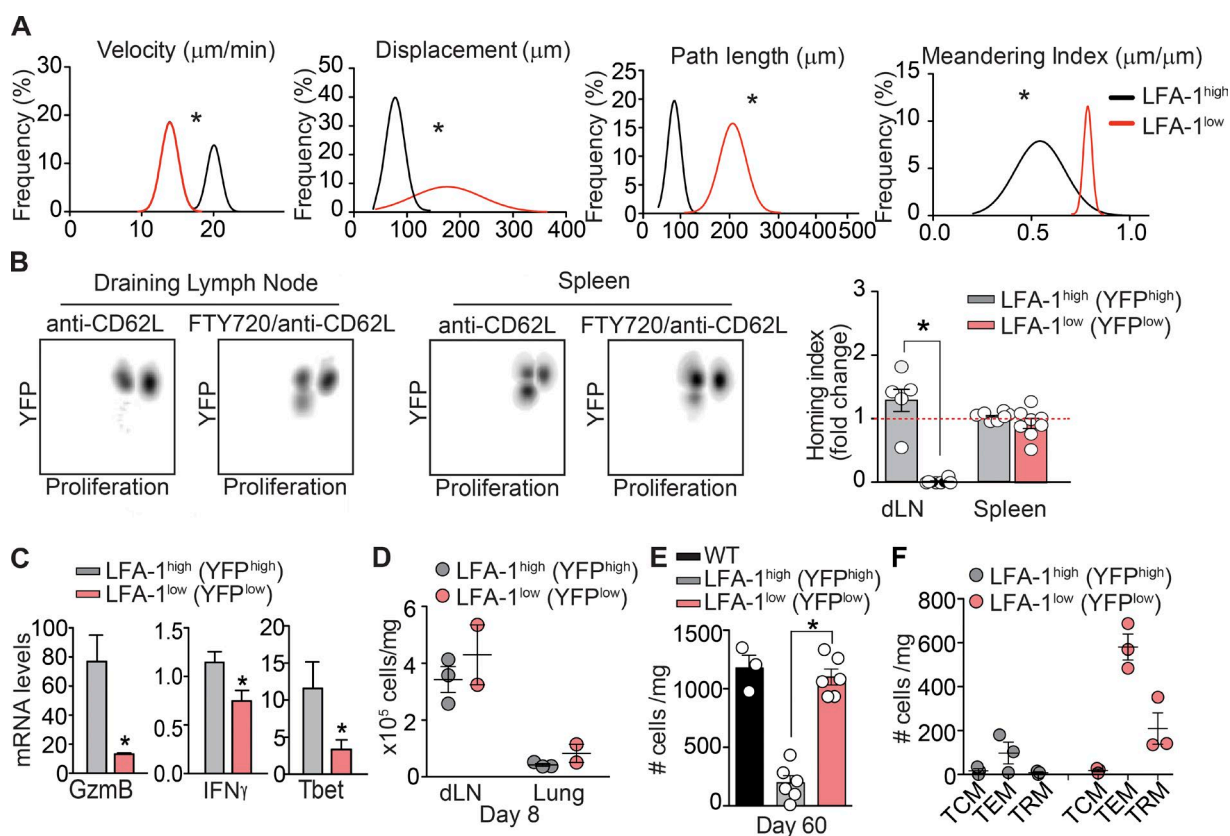 A
Velocity (μm/min)
Frequency (%)
30
20
10
0
10
20
*
Displacement (μm)
Frequency (%)
50
40
30
20
10
0
0
100
200
300
400
*
Path length (μm)
Frequency (%)
25
20
15
10
5
0
100
200
300
400
500
*
Meandering Index (μm/μm)
Frequency (%)
15
10
5
0
0.0
0.5
1.0
*
LFA-1high
LFA-1low
B
Draining Lymph Node
anti-CD62L
FTY720/anti-CD62L
YFP
YFP
Proliferation
Proliferation
Spleen
anti-CD62L
FTY720/anti-CD62L
YFP
YFP
Proliferation
Proliferation
Homing index
(fold change)
3
2
1
0
*
LFA-1high (YFPhigh)
LFA-1low (YFPlow)
dLN
Spleen
C
LFA-1high (YFPhigh)
LFA-1low (YFPlow)
mRNA levels
100
80
60
40
20
0
*
GzmB
1.5
1.2
0.9
0.6
0.3
0.0
*
IFNγ
20
15
10
5
0
*
Tbet
D
LFA-1high (YFPhigh)
LFA-1low (YFPlow)
x10⁵ cells/mg
6
4
2
0
dLN
Lung
Day 8
E
WT
LFA-1high (YFPhigh)
LFA-1low (YFPlow)
# cells /mg
1500
1000
500
0
*
Day 60
F
LFA-1high (YFPhigh)
LFA-1low (YFPlow)
# cells /mg
800
600
400
200
0
TCM
TEM
TRM
TCM
TEM
TRM